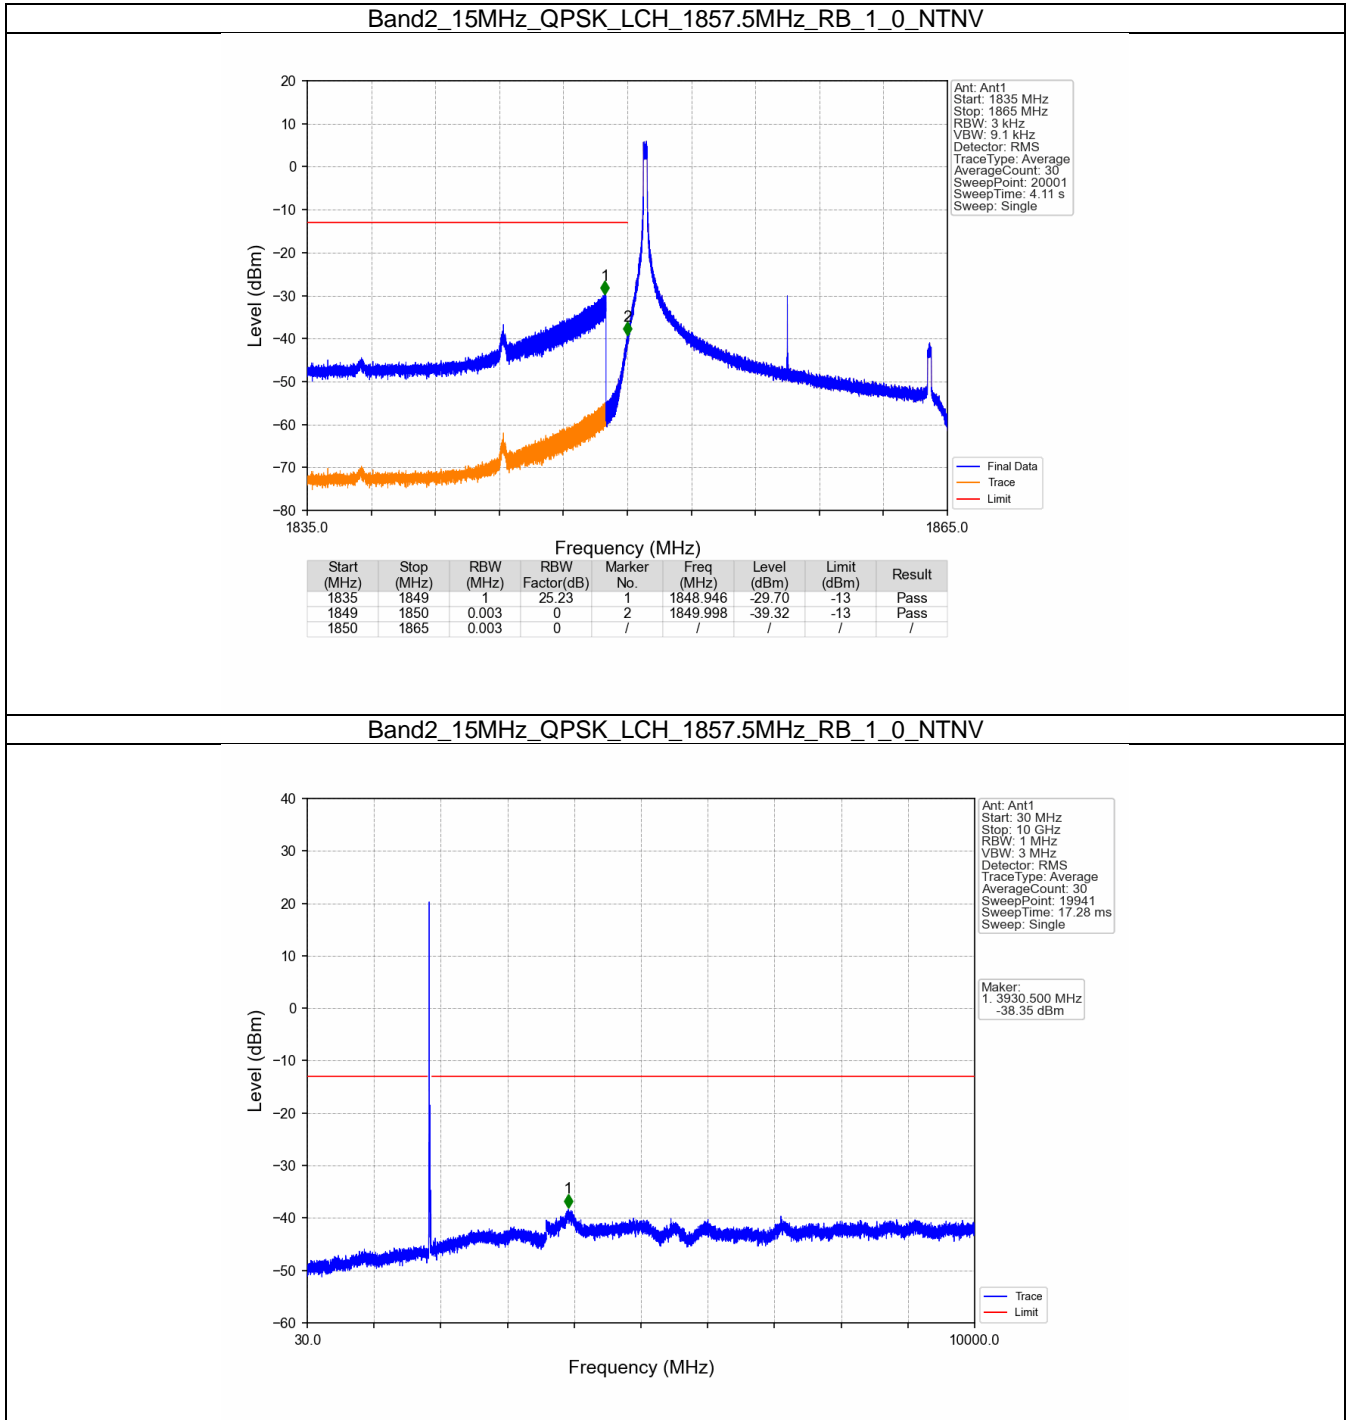 Band2_15MHz_QPSK_LCH_1857.5MHz_RB_1_0_NTNV
20
10
0
−10
−20
−30
−40
−50
−60
−70
−80
Level (dBm)
1
2
1835.0
1865.0
Frequency (MHz)
Ant: Ant1
Start: 1835 MHz
Stop: 1865 MHz
RBW: 3 kHz
VBW: 9.1 kHz
Detector: RMS
TraceType: Average
AverageCount: 30
SweepPoint: 20001
SweepTime: 4.11 s
Sweep: Single
Final Data
Trace
Limit
Start (MHz) Stop (MHz) RBW (MHz) RBW Factor(dB) Marker No. Freq (MHz) Level (dBm) Limit (dBm) Result
1835 1849 1 25.23 1 1848.946 -29.70 -13 Pass
1849 1850 0.003 0 2 1849.998 -39.32 -13 Pass
1850 1865 0.003 0 / / / / /
Band2_15MHz_QPSK_LCH_1857.5MHz_RB_1_0_NTNV
40
30
20
10
0
−10
−20
−30
−40
−50
−60
Level (dBm)
1
30.0
10000.0
Frequency (MHz)
Ant: Ant1
Start: 30 MHz
Stop: 10 GHz
RBW: 1 MHz
VBW: 3 MHz
Detector: RMS
TraceType: Average
AverageCount: 30
SweepPoint: 19941
SweepTime: 17.28 ms
Sweep: Single
Maker:
1. 3930.500 MHz
-38.35 dBm
Trace
Limit